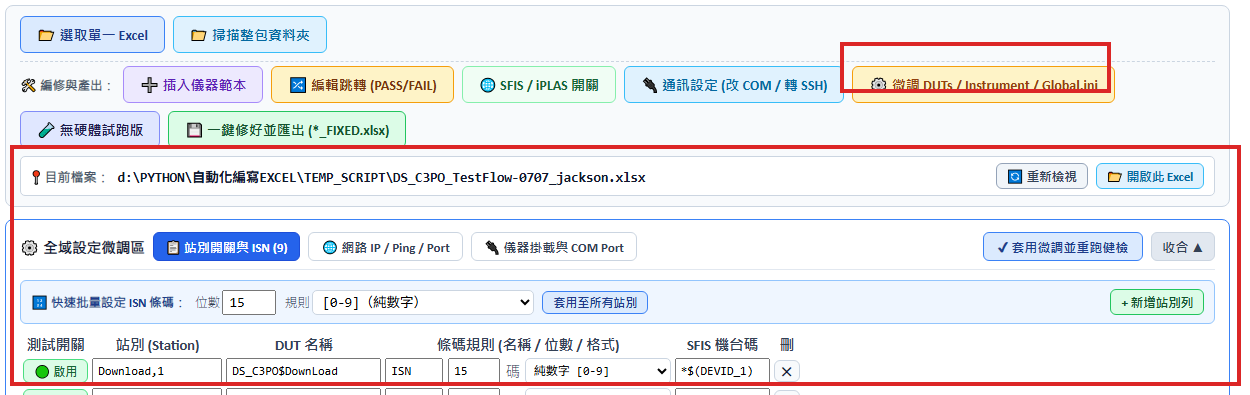 選取單一 Excel 掃描整包資料夾
編修與產出： 插入儀器範本 編輯跳轉 (PASS/FAIL) SFIS / iPLAS 開關 通訊設定 (改 COM / 轉 SSH) 微調 DUTs / Instrument / Global.ini
無硬體試跑版 一鍵修好並匯出 (*_FIXED.xlsx)
目前檔案： d:\PYTHON\自動化編寫EXCEL\TEMP_SCRIPT\DS_C3PO_TestFlow-0707_jackson.xlsx 重新檢視 開啟此 Excel
全域設定微調區 站別開關與 ISN (9) 網路 IP / Ping / Port 儀器掛載與 COM Port ✓ 套用微調並重跑健檢 收合 ▲
快速批量設定 ISN 條碼： 位數 15 規則 [0-9] (純數字) 套用至所有站別 + 新增站別列
測試開關 站別 (Station) DUT 名稱 條碼規則 (名稱 / 位數 / 格式) SFIS 機台碼 刪
啟用 Download,1 DS_C3PO$DownLoad ISN 15 碼 純數字 [0-9] *$(DEVID_1) ✕